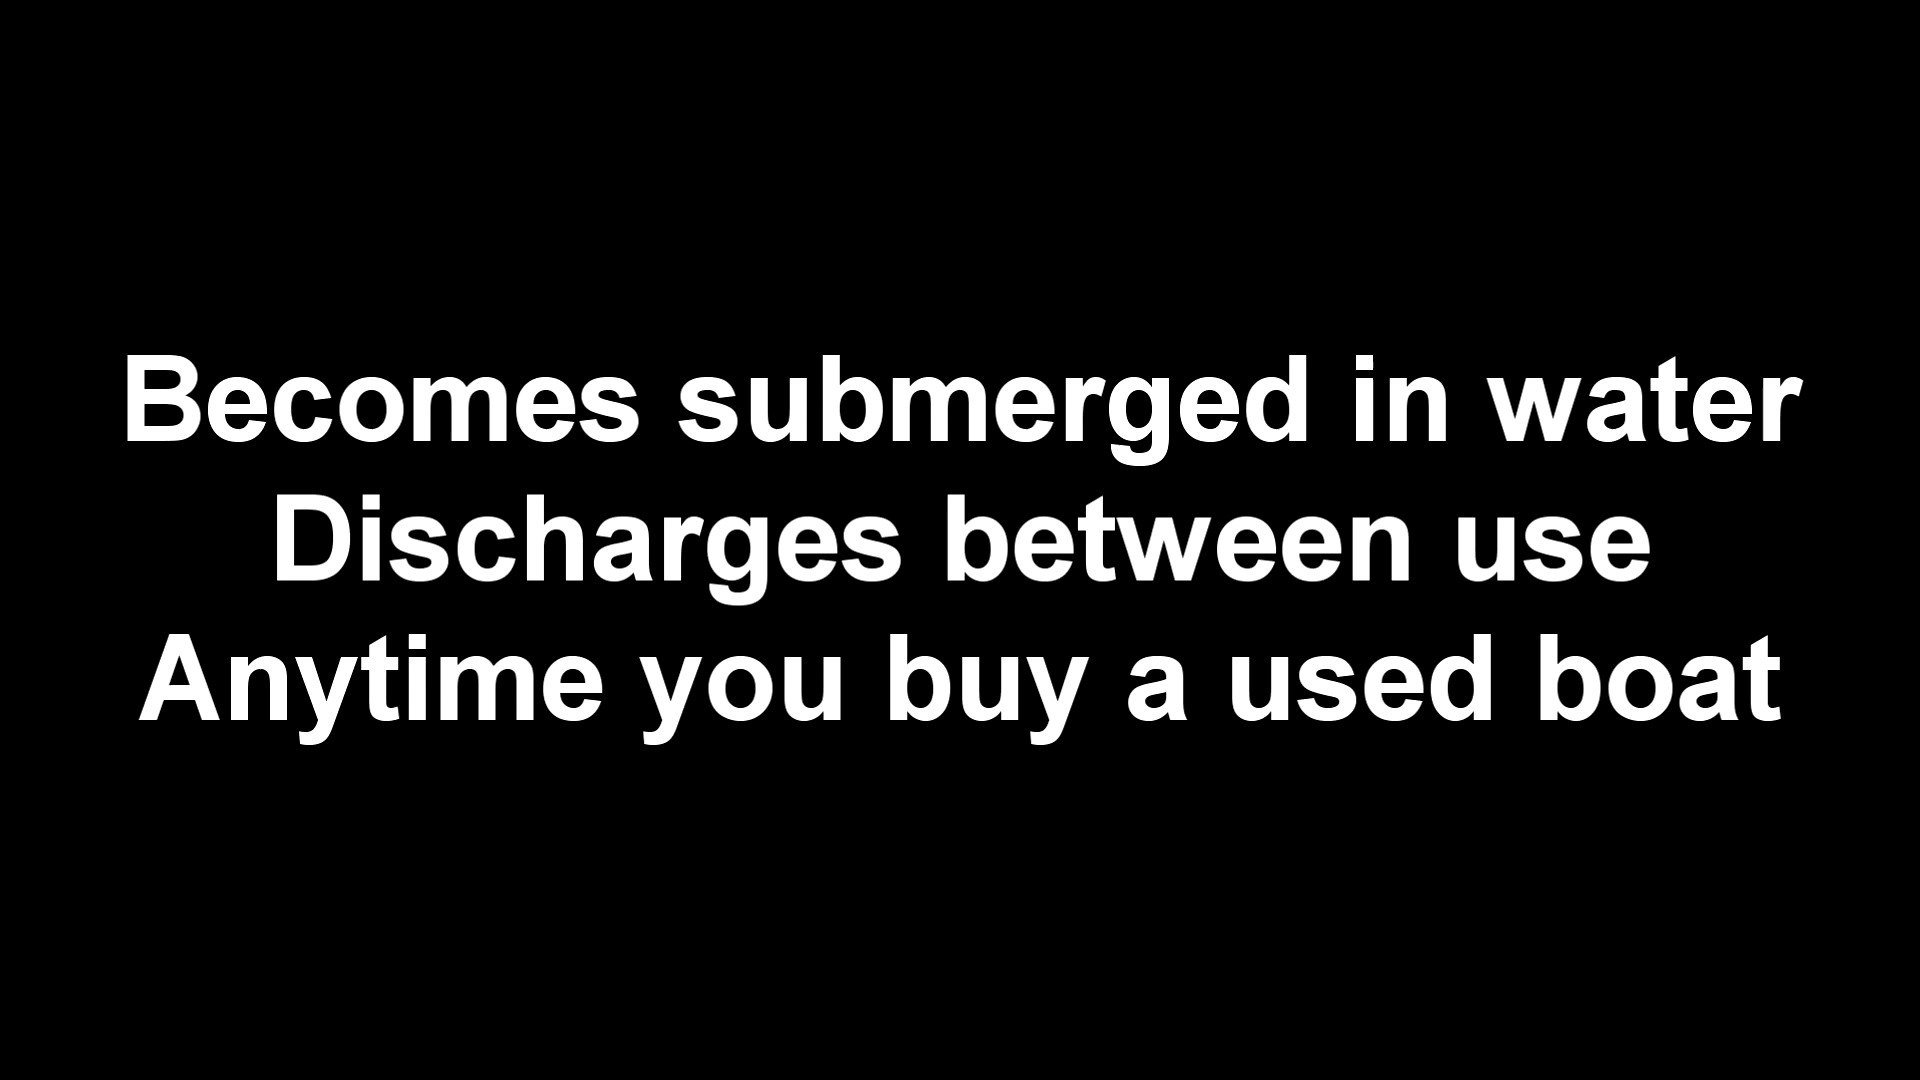 Becomes submerged in water
Discharges between use
Anytime you buy a used boat